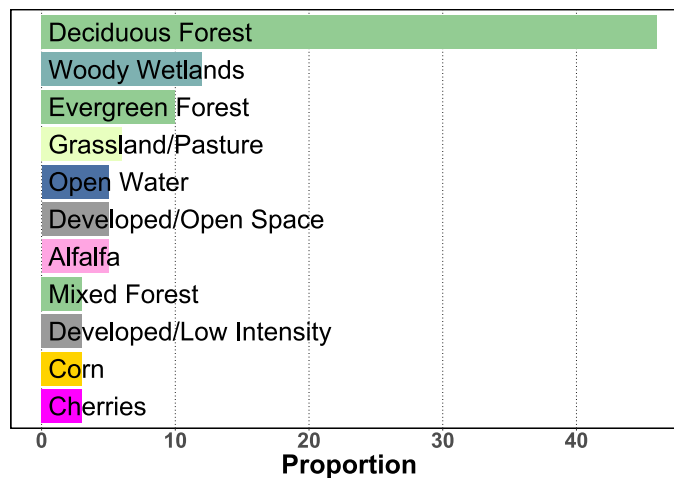 Deciduous Forest
Woody Wetlands
Evergreen Forest
Grassland/Pasture
Open Water
Developed/Open Space
Alfalfa
Mixed Forest
Developed/Low Intensity
Corn
Cherries
0 10 20 30 40
Proportion